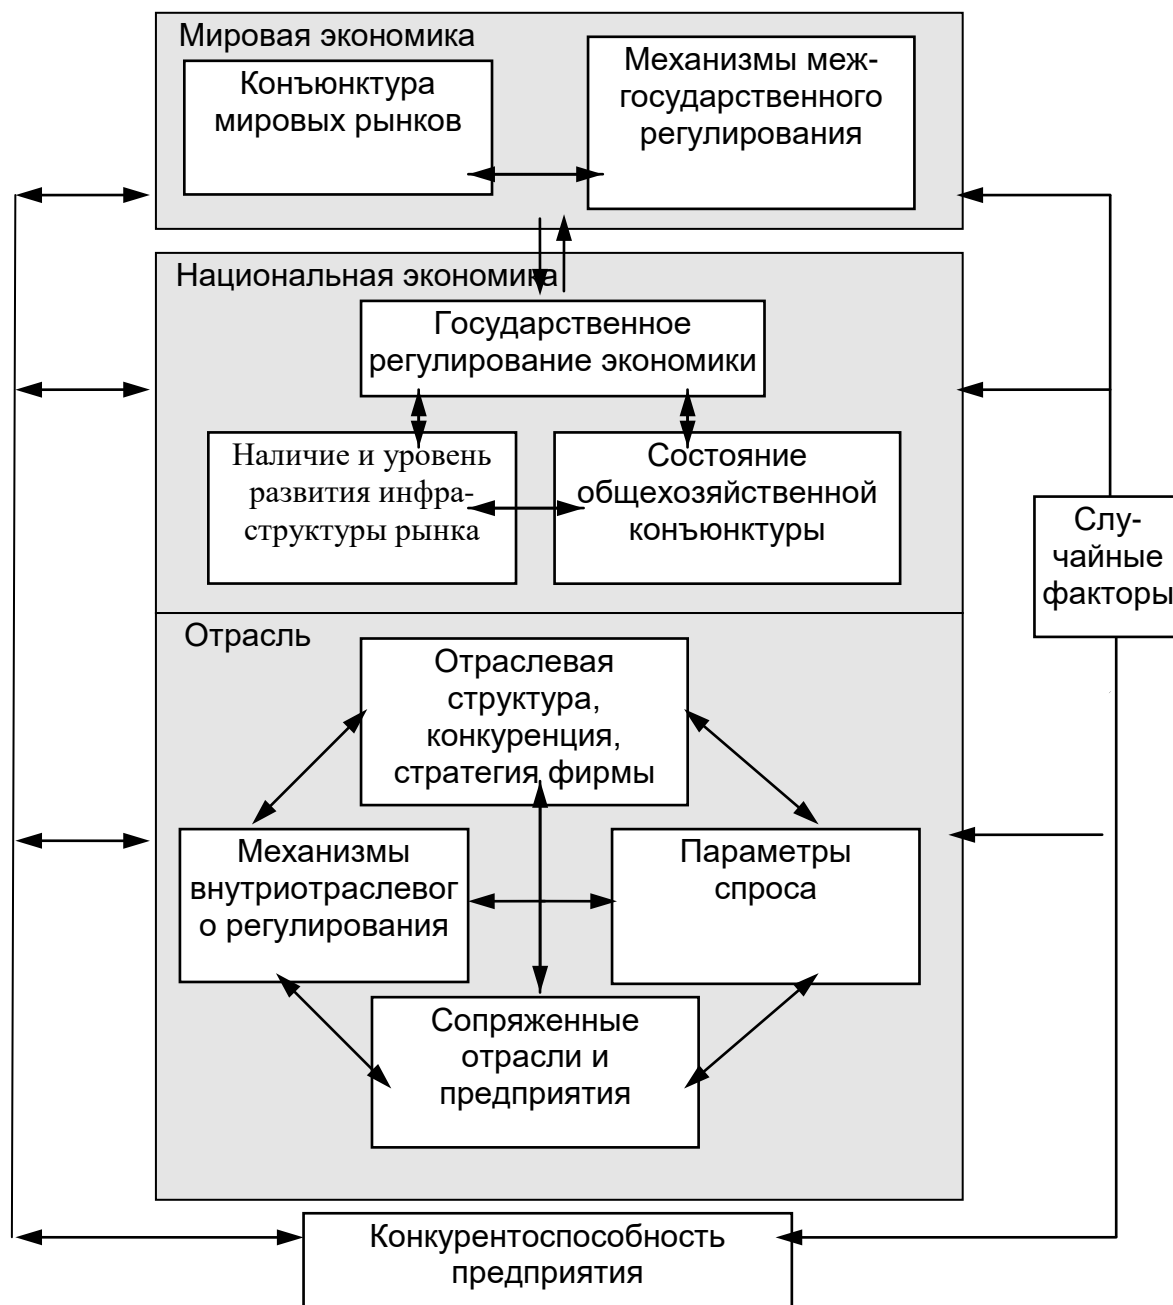 Мировая экономика
Конъюнктура
мировых рынков
Механизмы меж-
государственного
регулирования
Национальная экономика
Государственное
регулирование экономики
Наличие и уровень
развития инфра-
структуры рынка
Состояние
общехозяйственной
конъюнктуры
Слу-
чайные
факторы
Отрасль
Отраслевая
структура,
конкуренция,
стратегия фирмы
Механизмы
внутриотраслевог
о регулирования
Параметры
спроса
Сопряженные
отрасли и
предприятия
Конкурентоспособность
предприятия